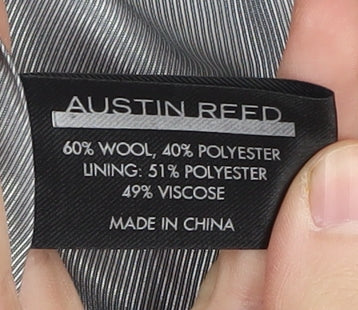 AUSTIN REED
60% WOOL, 40% POLYESTER
LINING: 51% POLYESTER
49% VISCOSE
MADE IN CHINA